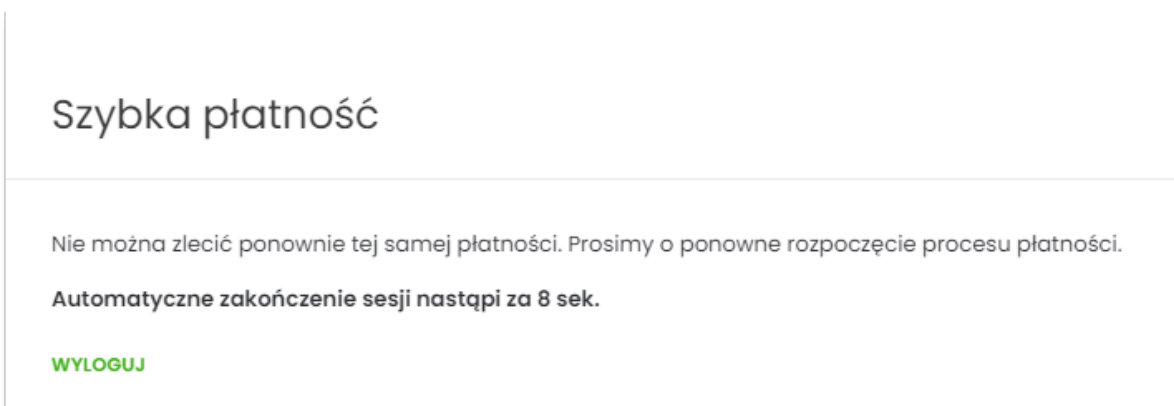 Szybka płatność
Nie można zlecić ponownie tej samej płatności. Prosimy o ponowne rozpoczęcie procesu płatności.
Automatyczne zakończenie sesji nastąpi za 8 sek.
WYLOGUJ